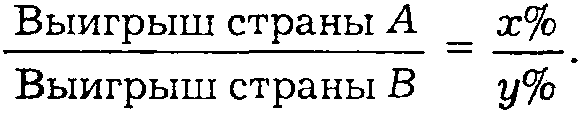 Выигрыш страны A / Выигрыш страны B = x% / y%.